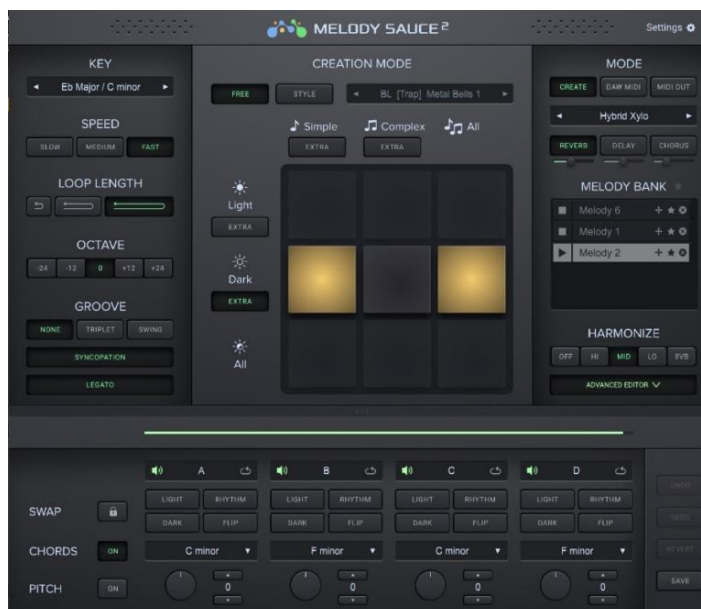 MELODY SAUCE 2
Settings
KEY
Eb Major / C minor
SPEED
SLOW MEDIUM FAST
LOOP LENGTH
OCTAVE
-24 -12 0 +12 +24
GROOVE
NONE TRIPLET SWING
SYNCOPATION
LEGATO
CREATION MODE
FREE STYLE BL [Trap] Metal Bells 1
Simple Complex All
EXTRA EXTRA
Light
EXTRA
Dark
EXTRA
All
MODE
CREATE DAW MIDI MIDI OUT
Hybrid Xylo
REVERB DELAY CHORUS
MELODY BANK
Melody 6
Melody 1
Melody 2
HARMONIZE
OFF HI MID LO 8VB
ADVANCED EDITOR
A B C D
LIGHT RHYTHM LIGHT RHYTHM LIGHT RHYTHM LIGHT RHYTHM
SWAP
DARK FLIP DARK FLIP DARK FLIP DARK FLIP
CHORDS ON C minor F minor C minor F minor
PITCH ON 0 0 0 0
UNDO
REDO
REVERT
SAVE